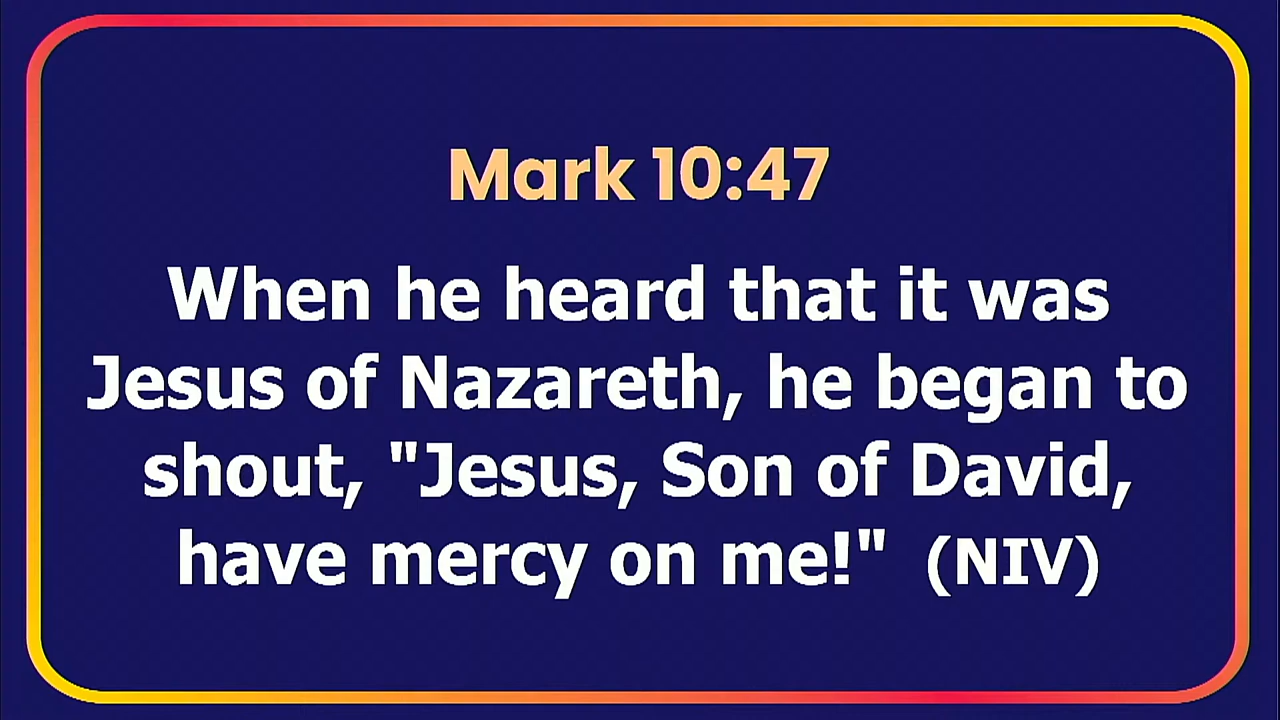 Mark 10:47
When he heard that it was
Jesus of Nazareth, he began to
shout, "Jesus, Son of David,
have mercy on me!" (NIV)